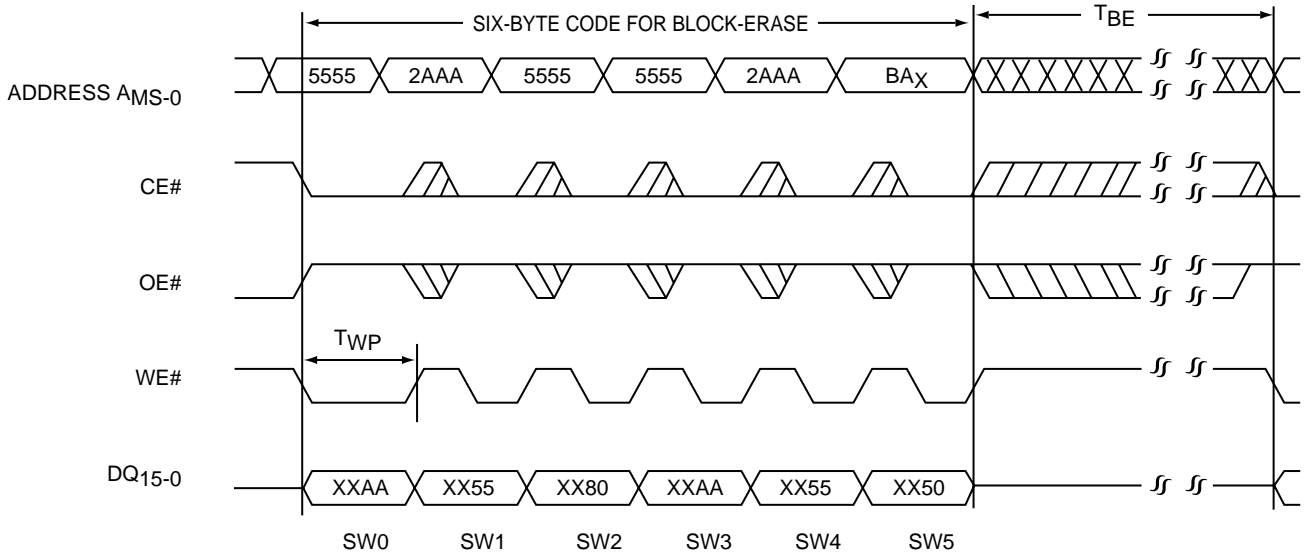 SIX-BYTE CODE FOR BLOCK-ERASE
TBE
ADDRESS AMS-0
5555 2AAA 5555 5555 2AAA BAX
CE#
OE#
TWP
WE#
DQ15-0
XXAA XX55 XX80 XXAA XX55 XX50
SW0 SW1 SW2 SW3 SW4 SW5